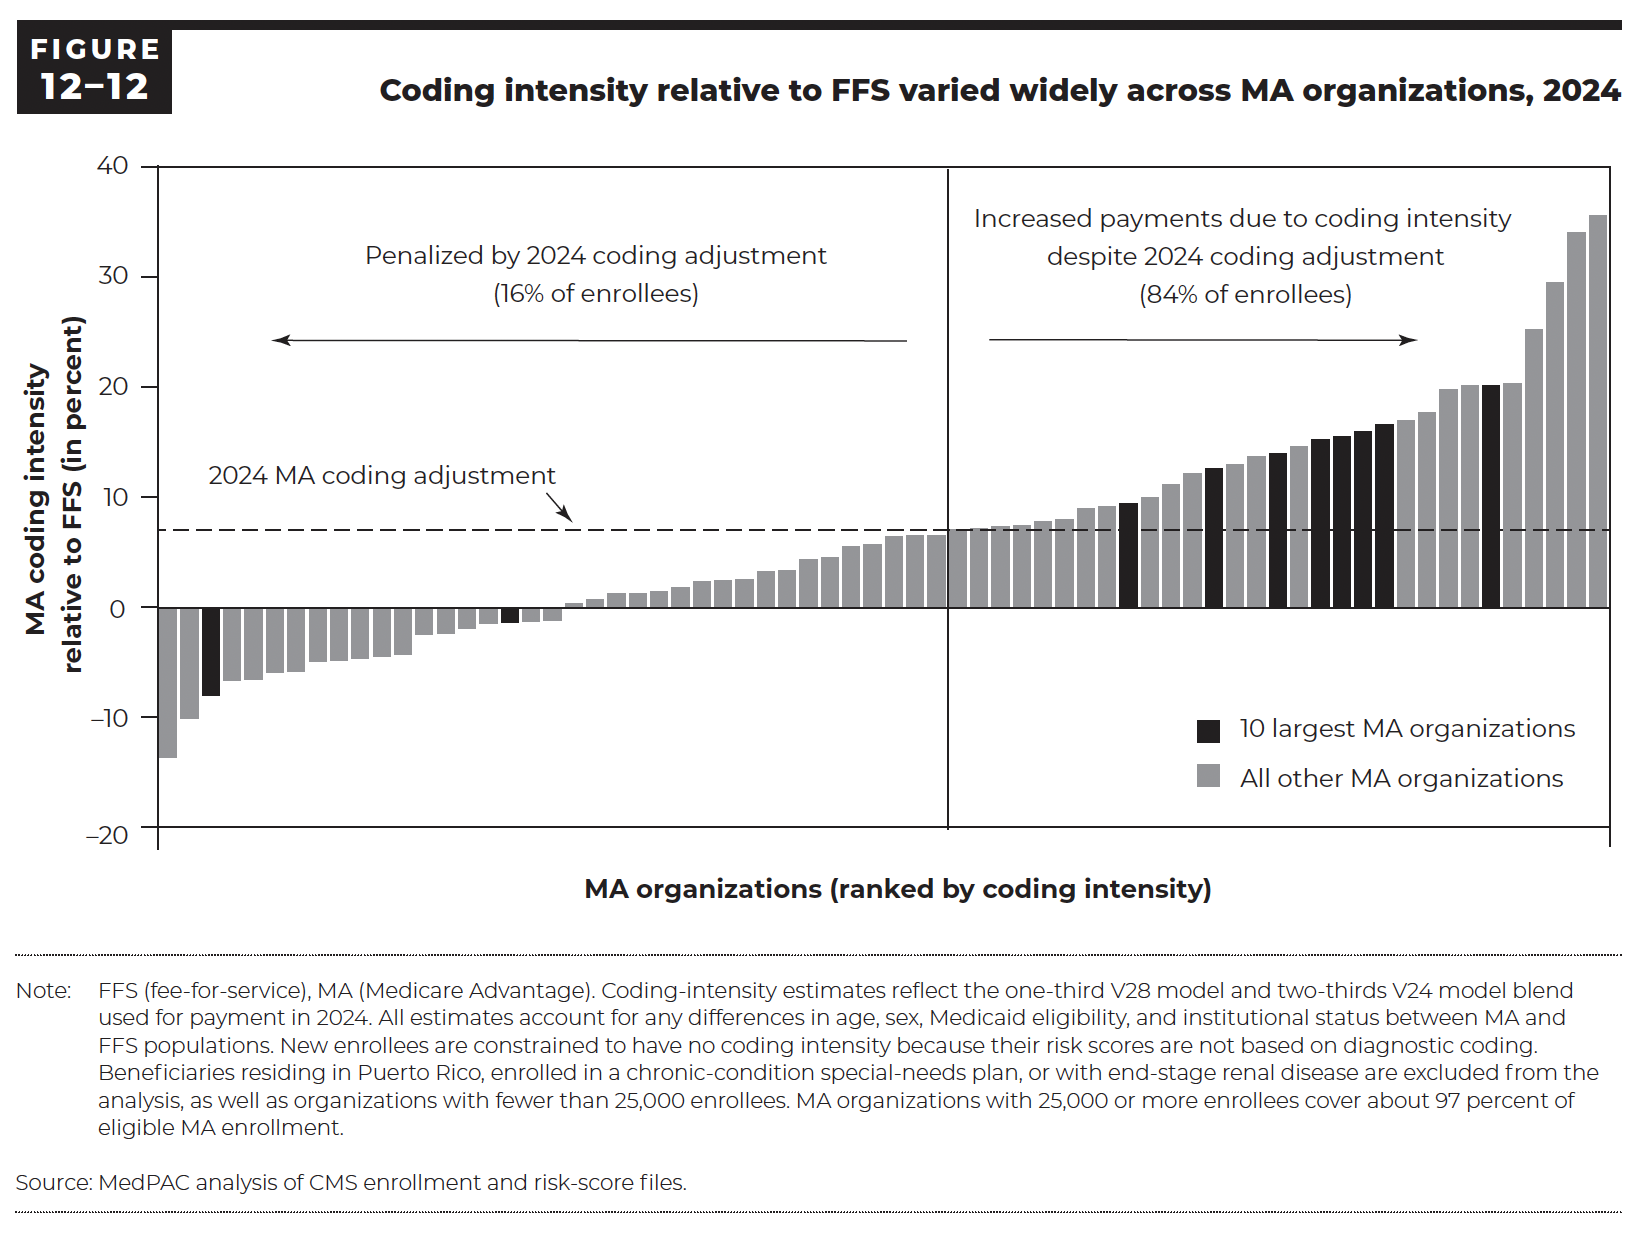 FIGURE
12–12
Coding intensity relative to FFS varied widely across MA organizations, 2024
40
30
20
10
0
–10
–20
MA coding intensity
relative to FFS (in percent)
Penalized by 2024 coding adjustment
(16% of enrollees)
Increased payments due to coding intensity
despite 2024 coding adjustment
(84% of enrollees)
2024 MA coding adjustment
10 largest MA organizations
All other MA organizations
MA organizations (ranked by coding intensity)
Note: FFS (fee-for-service), MA (Medicare Advantage). Coding-intensity estimates reflect the one-third V28 model and two-thirds V24 model blend
used for payment in 2024. All estimates account for any differences in age, sex, Medicaid eligibility, and institutional status between MA and
FFS populations. New enrollees are constrained to have no coding intensity because their risk scores are not based on diagnostic coding.
Beneficiaries residing in Puerto Rico, enrolled in a chronic-condition special-needs plan, or with end-stage renal disease are excluded from the
analysis, as well as organizations with fewer than 25,000 enrollees. MA organizations with 25,000 or more enrollees cover about 97 percent of
eligible MA enrollment.
Source: MedPAC analysis of CMS enrollment and risk-score files.